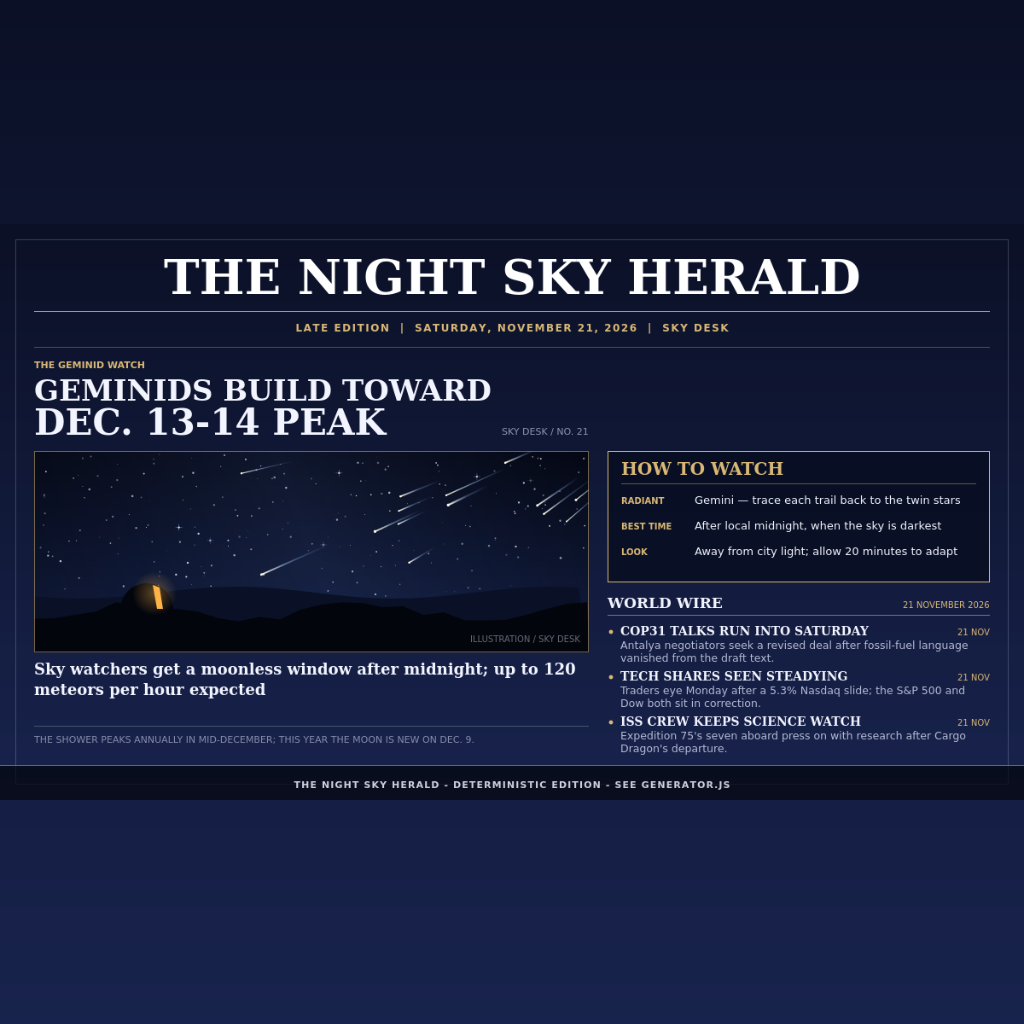 THE NIGHT SKY HERALD
LATE EDITION | SATURDAY, NOVEMBER 21, 2026 | SKY DESK
THE GEMINID WATCH
GEMINIDS BUILD TOWARD
DEC. 13-14 PEAK
SKY DESK / NO. 21
ILLUSTRATION / SKY DESK
Sky watchers get a moonless window after midnight; up to 120
meteors per hour expected
THE SHOWER PEAKS ANNUALLY IN MID-DECEMBER; THIS YEAR THE MOON IS NEW ON DEC. 9.
HOW TO WATCH
RADIANT Gemini — trace each trail back to the twin stars
BEST TIME After local midnight, when the sky is darkest
LOOK Away from city light; allow 20 minutes to adapt
WORLD WIRE 21 NOVEMBER 2026
• COP31 TALKS RUN INTO SATURDAY 21 NOV
Antalya negotiators seek a revised deal after fossil-fuel language
vanished from the draft text.
• TECH SHARES SEEN STEADYING 21 NOV
Traders eye Monday after a 5.3% Nasdaq slide; the S&P 500 and
Dow both sit in correction.
• ISS CREW KEEPS SCIENCE WATCH 21 NOV
Expedition 75's seven aboard press on with research after Cargo
Dragon's departure.
THE NIGHT SKY HERALD - DETERMINISTIC EDITION - SEE GENERATOR.JS